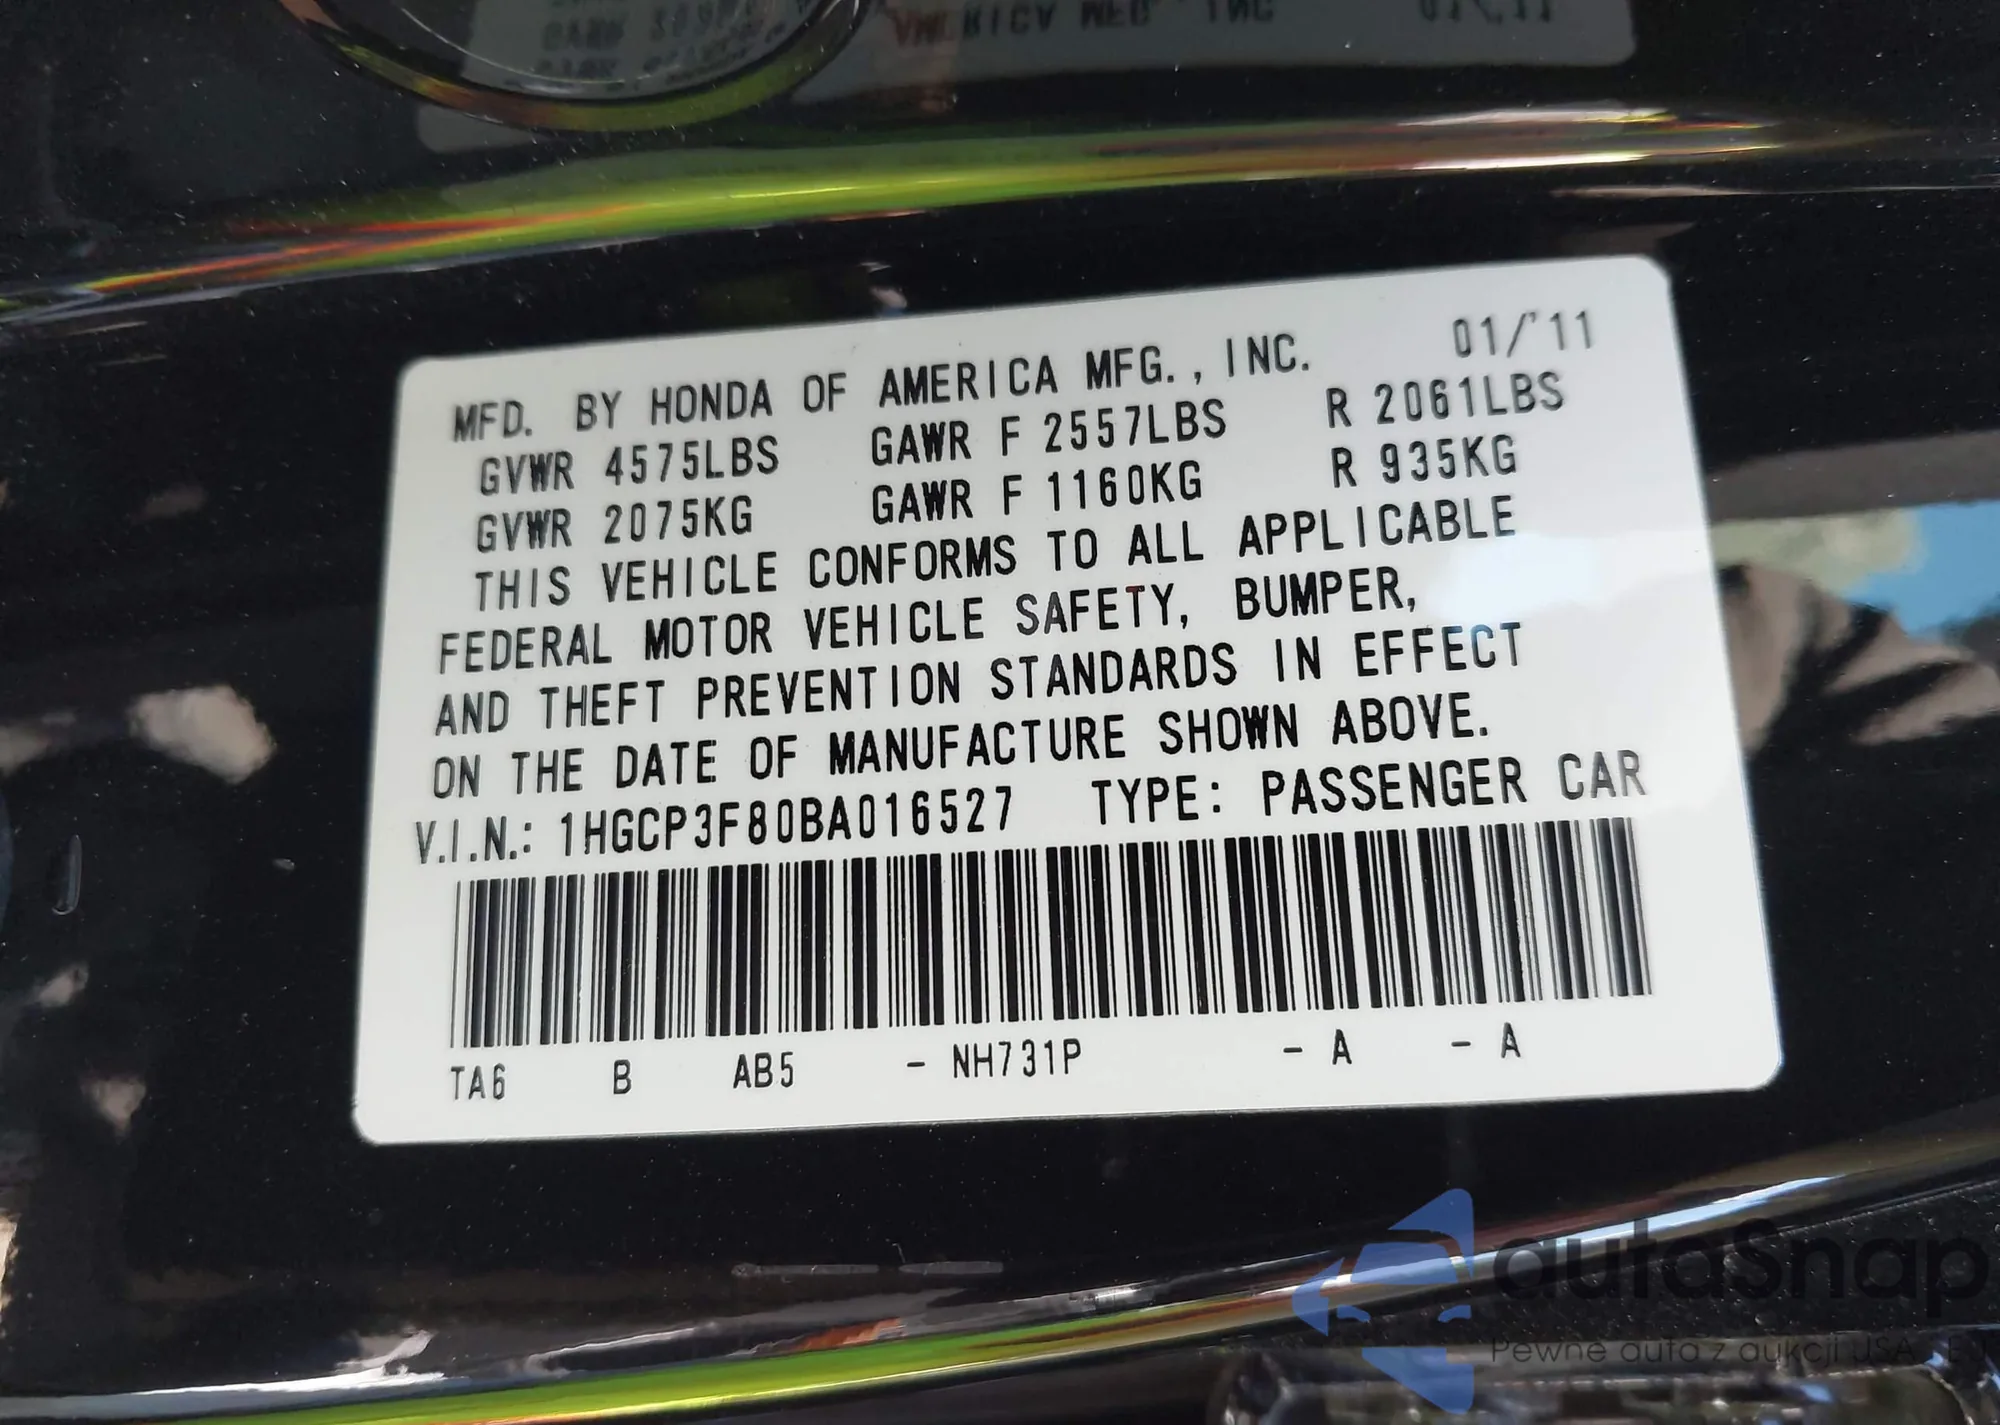 MFD. BY HONDA OF AMERICA MFG., INC. 01/'11
GVWR 4575LBS GAWR F 2557LBS R 2061LBS
GVWR 2075KG GAWR F 1160KG R 935KG
THIS VEHICLE CONFORMS TO ALL APPLICABLE
FEDERAL MOTOR VEHICLE SAFETY, BUMPER,
AND THEFT PREVENTION STANDARDS IN EFFECT
ON THE DATE OF MANUFACTURE SHOWN ABOVE.
V.I.N.: 1HGCP3F80BA016527 TYPE: PASSENGER CAR
TA6 B AB5 - NH731P - A - A
autoSnap
Pewne auta z aukcji USA i EU